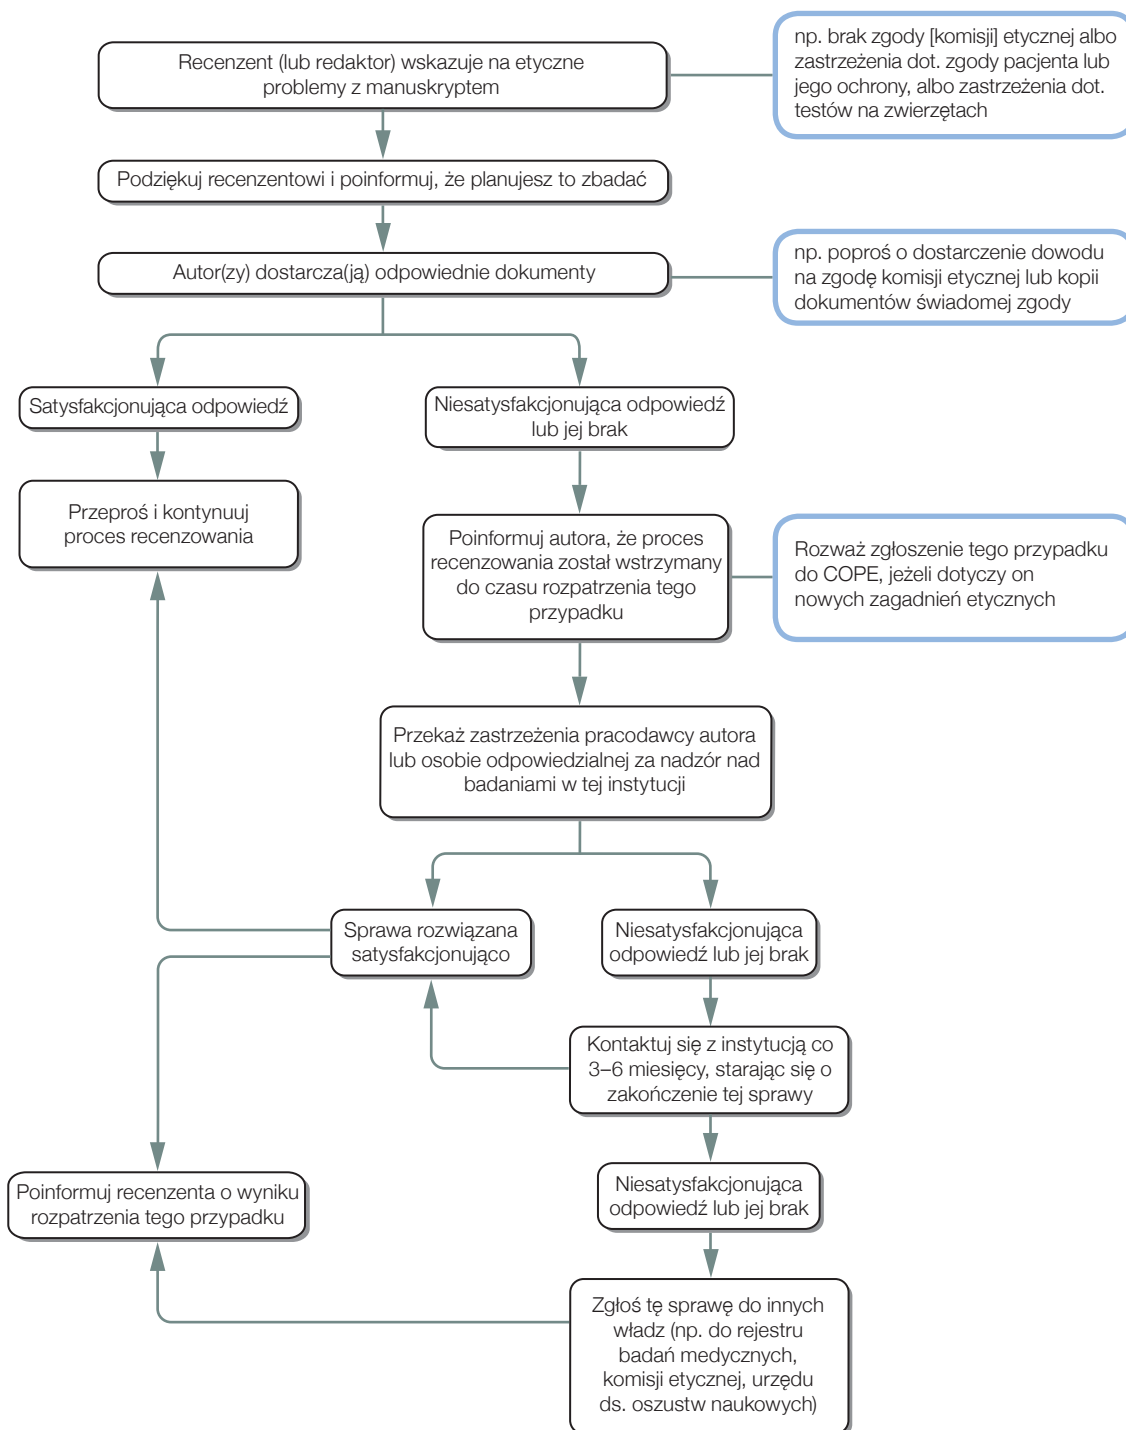 Recenzent (lub redaktor) wskazuje na etyczne
problemy z manuskryptem
np. brak zgody [komisji] etycznej albo
zastrzeżenia dot. zgody pacjenta lub
jego ochrony, albo zastrzeżenia dot.
testów na zwierzętach
Podziękuj recenzentowi i poinformuj, że planujesz to zbadać
Autor(zy) dostarcza(ją) odpowiednie dokumenty
np. poproś o dostarczenie dowodu
na zgodę komisji etycznej lub kopii
dokumentów świadomej zgody
Satysfakcjonująca odpowiedź
Niesatysfakcjonująca odpowiedź
lub jej brak
Przeproś i kontynuuj
proces recenzowania
Poinformuj autora, że proces
recenzowania został wstrzymany
do czasu rozpatrzenia tego
przypadku
Rozważ zgłoszenie tego przypadku
do COPE, jeżeli dotyczy on
nowych zagadnień etycznych
Przekaż zastrzeżenia pracodawcy autora
lub osobie odpowiedzialnej za nadzór nad
badaniami w tej instytucji
Sprawa rozwiązana
satysfakcjonująco
Niesatysfakcjonująca
odpowiedź lub jej brak
Kontaktuj się z instytucją co
3–6 miesięcy, starając się o
zakończenie tej sprawy
Poinformuj recenzenta o wyniku
rozpatrzenia tego przypadku
Niesatysfakcjonująca
odpowiedź lub jej brak
Zgłoś tę sprawę do innych
władz (np. do rejestru
badań medycznych,
komisji etycznej, urzędu
ds. oszustw naukowych)